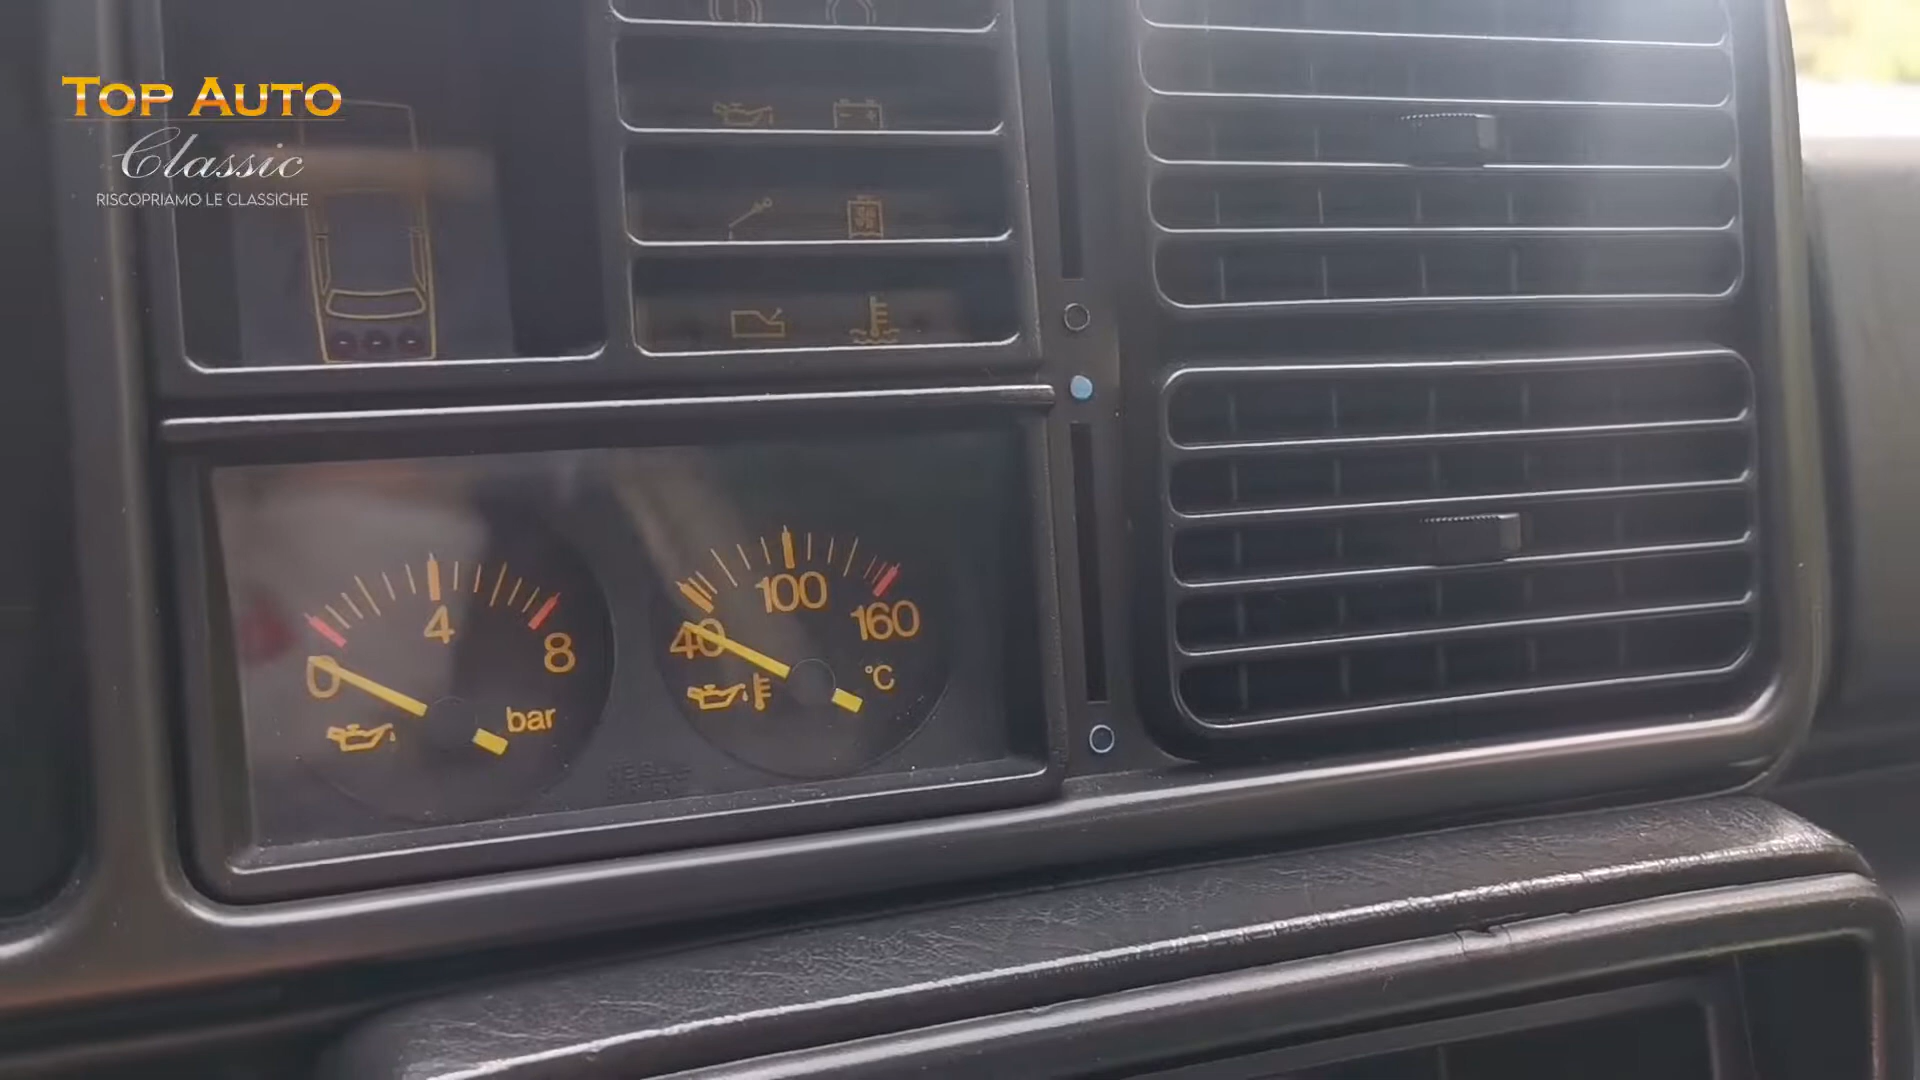 TOP AUTO
Classic
RISCOPRIAMO LE CLASSICHE
0 4 8
bar
40 100 160
°C